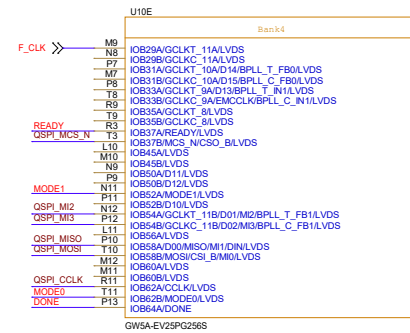 U10E
Bank4
F_CLK
M9 IOB29A/GCLKT_11A/LVDS
N8 IOB29B/GCLKC_11A/LVDS
P7 IOB31A/GCLKT_10A/D14/BPLL_T_FB0/LVDS
M7 IOB31B/GCLKC_10A/D15/BPLL_C_FB0/LVDS
P8 IOB33A/GCLKT_9A/D13/BPLL_T_IN1/LVDS
T8 IOB33B/GCLKC_9A/EMCCLK/BPLL_C_IN1/LVDS
R9 IOB35A/GCLKT_8/LVDS
T9 IOB35B/GCLKC_8/LVDS
READY R3 IOB37A/READY/LVDS
QSPI_MCS_N T3 IOB37B/MCS_N/CSO_B/LVDS
L10 IOB45A/LVDS
M10 IOB45B/LVDS
N9 IOB50A/D11/LVDS
P9 IOB50B/D12/LVDS
MODE1 N11 IOB52A/MODE1/LVDS
P11 IOB52B/D10/LVDS
QSPI_MI2 N12 IOB54A/GCLKT_11B/D01/MI2/BPLL_T_FB1/LVDS
QSPI_MI3 P12 IOB54B/GCLKC_11B/D02/MI3/BPLL_C_FB1/LVDS
L11 IOB56A/LVDS
QSPI_MISO P10 IOB58A/D00/MISO/MI1/DIN/LVDS
QSPI_MOSI T10 IOB58B/MOSI/CSI_B/MI0/LVDS
M12 IOB60A/LVDS
M11 IOB60B/LVDS
QSPI_CCLK R11 IOB62A/CCLK/LVDS
MODE0 T11 IOB62B/MODE0/LVDS
DONE P13 IOB64A/DONE
GW5A-EV25PG256S